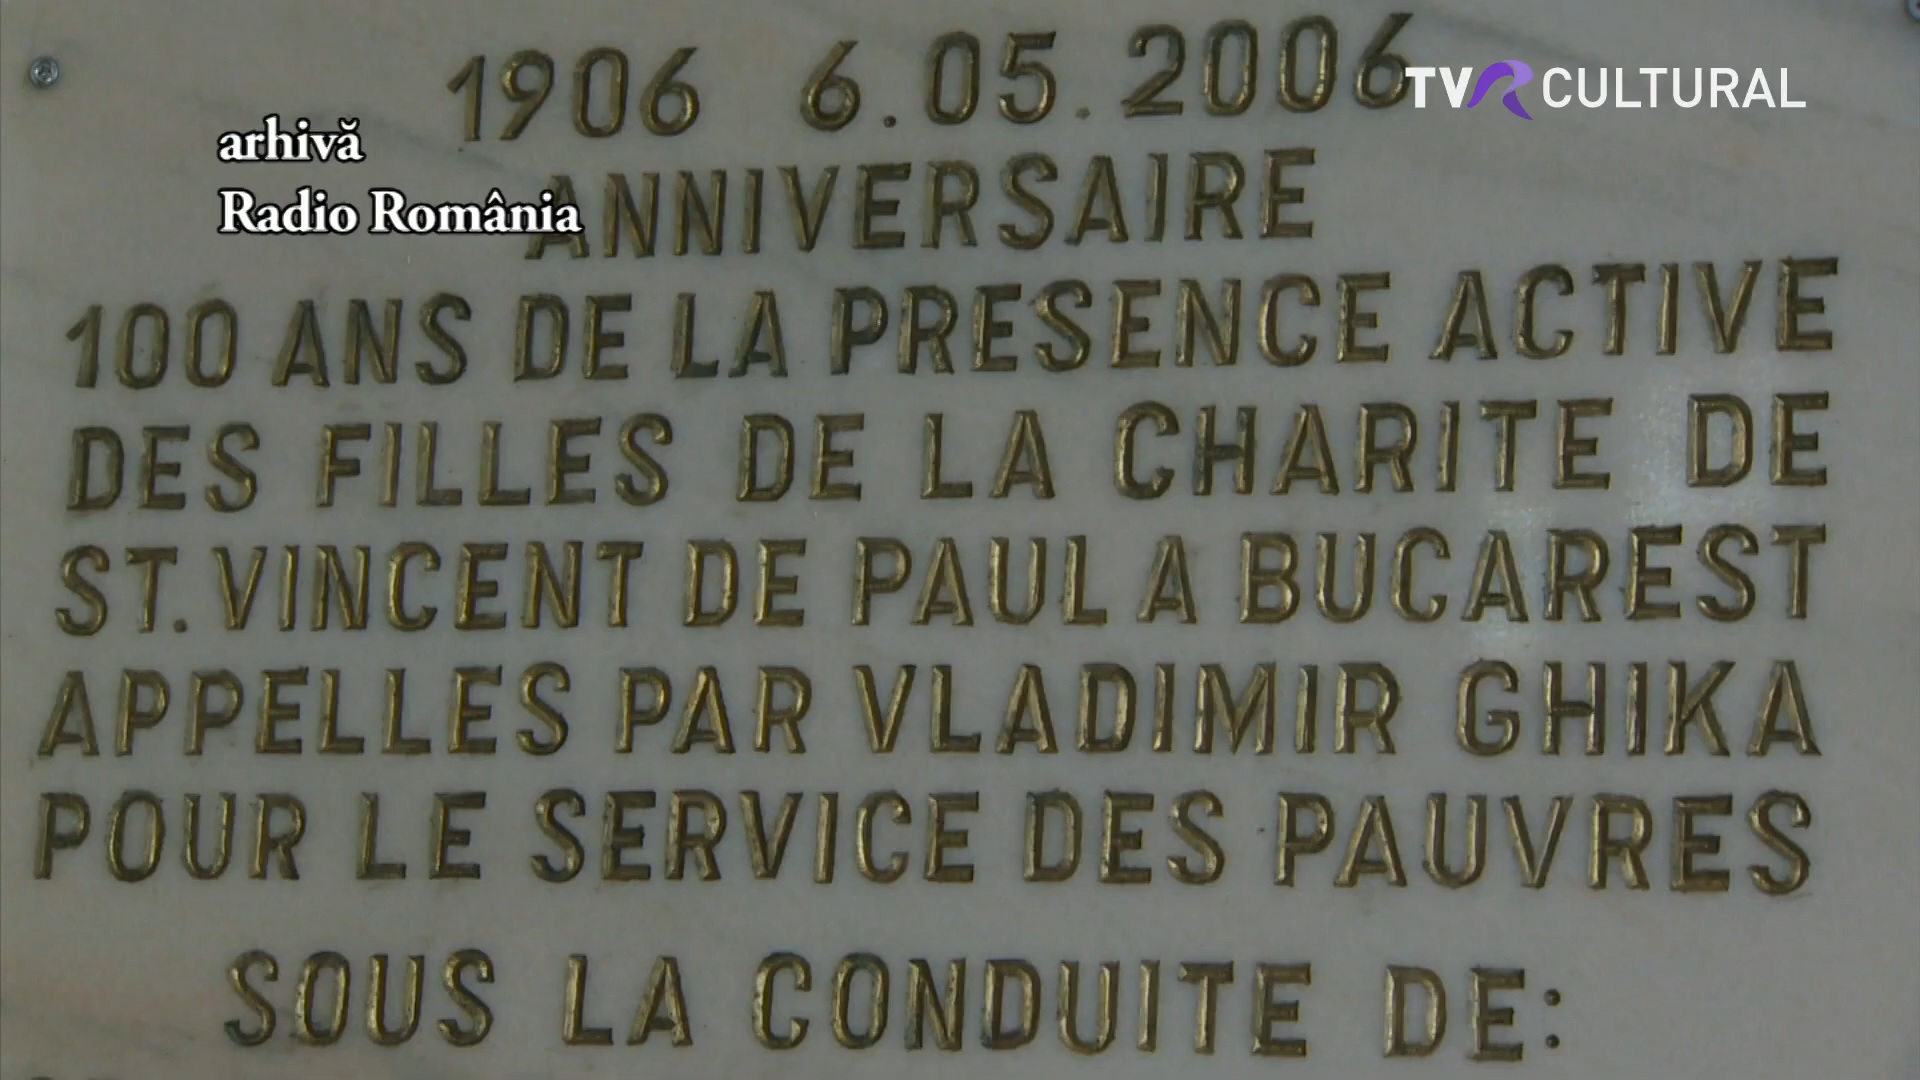 1906 6.05.2006
TVR CULTURAL
arhivă
Radio România
ANNIVERSAIRE
100 ANS DE LA PRESENCE ACTIVE
DES FILLES DE LA CHARITE DE
ST. VINCENT DE PAUL A BUCAREST
APPELLES PAR VLADIMIR GHIKA
POUR LE SERVICE DES PAUVRES
SOUS LA CONDUITE DE: